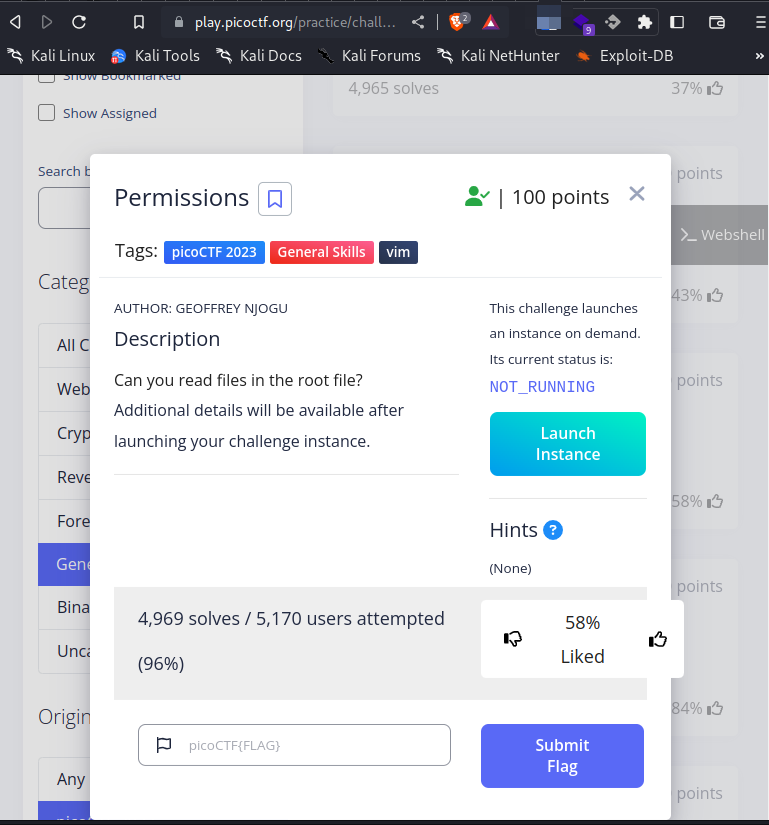 play.picoctf.org/practice/chall...
2
9
Kali Linux
Kali Tools
Kali Docs
Kali Forums
Kali NetHunter
Exploit-DB
»
Show Bookmarked
4,965 solves
37%
Show Assigned
Search b
points
Permissions
| 100 points
Tags: picoCTF 2023 General Skills vim
Webshell
Categ
43%
AUTHOR: GEOFFREY NJOGU
Description
Can you read files in the root file?
Additional details will be available after
launching your challenge instance.
This challenge launches
an instance on demand.
Its current status is:
NOT_RUNNING
Launch
Instance
Hints ?
(None)
All C
Web
Cryp
Reve
Fore
Gene
Bina
Unca
points
58%
points
4,969 solves / 5,170 users attempted
(96%)
58%
Liked
84%
Origin
picoCTF{FLAG}
Submit
Flag
Any
points